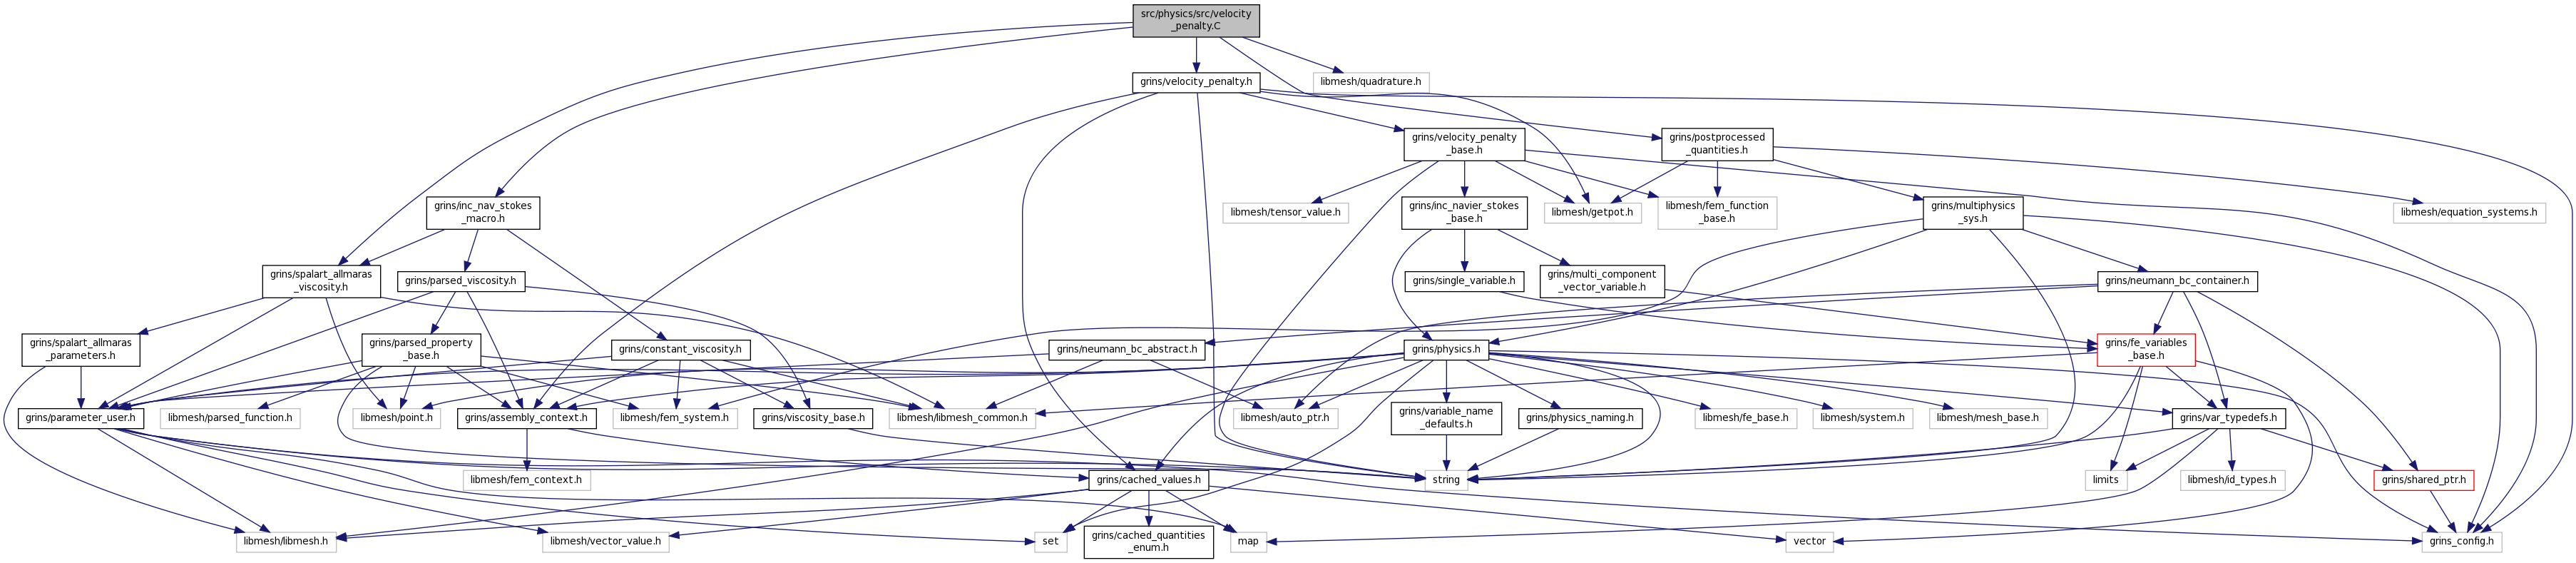 src/physics/src/velocity
_penalty.C
grins/velocity_penalty.h
libmesh/quadrature.h
grins/velocity_penalty
_base.h
grins/postprocessed
_quantities.h
grins/inc_nav_stokes
_macro.h
libmesh/tensor_value.h
grins/inc_navier_stokes
_base.h
libmesh/getpot.h
libmesh/fem_function
_base.h
grins/multiphysics
_sys.h
libmesh/equation_systems.h
grins/spalart_allmaras
_viscosity.h
grins/parsed_viscosity.h
grins/single_variable.h
grins/multi_component
_vector_variable.h
grins/neumann_bc_container.h
grins/spalart_allmaras
_parameters.h
grins/parsed_property
_base.h
grins/constant_viscosity.h
grins/neumann_bc_abstract.h
grins/physics.h
grins/fe_variables
_base.h
grins/parameter_user.h
libmesh/parsed_function.h
libmesh/point.h
grins/assembly_context.h
libmesh/fem_system.h
grins/viscosity_base.h
libmesh/libmesh_common.h
libmesh/auto_ptr.h
grins/variable_name
_defaults.h
grins/physics_naming.h
libmesh/fe_base.h
libmesh/system.h
libmesh/mesh_base.h
grins/var_typedefs.h
libmesh/fem_context.h
grins/cached_values.h
string
limits
libmesh/id_types.h
grins/shared_ptr.h
libmesh/libmesh.h
libmesh/vector_value.h
set
grins/cached_quantities
_enum.h
map
vector
grins_config.h